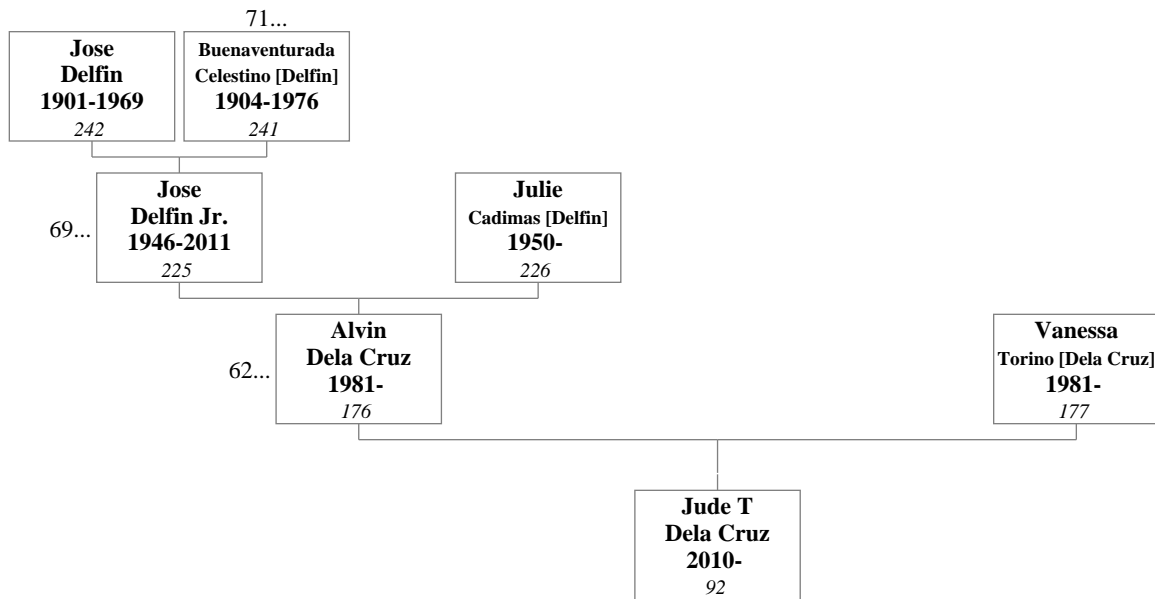 71...
Jose
Delfin
1901-1969
242
Buenaventurada
Celestino [Delfin]
1904-1976
241
69...
Jose
Delfin Jr.
1946-2011
225
Julie
Cadimas [Delfin]
1950-
226
62...
Alvin
Dela Cruz
1981-
176
Vanessa
Torino [Dela Cruz]
1981-
177
Jude T
Dela Cruz
2010-
92